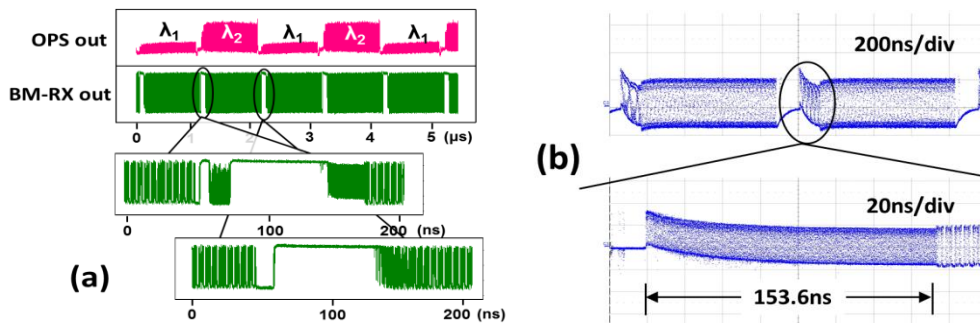 OPS out
λ1 λ2 λ1 λ2 λ1
BM-RX out
0 1 2 3 4 5 (µs)
0 100 200 (ns)
0 100 200 (ns)
(a)
200ns/div
(b)
20ns/div
153.6ns